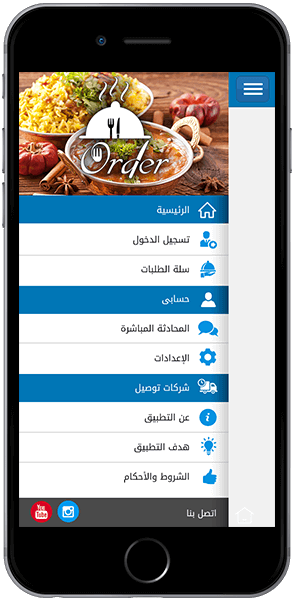 Order
الرئيسية
تسجيل الدخول
سلة الطلبات
حسابى
المحادثة المباشرة
الإعدادات
شركات توصيل
عن التطبيق
هدف التطبيق
الشروط والأحكام
اتصل بنا
You
Tube